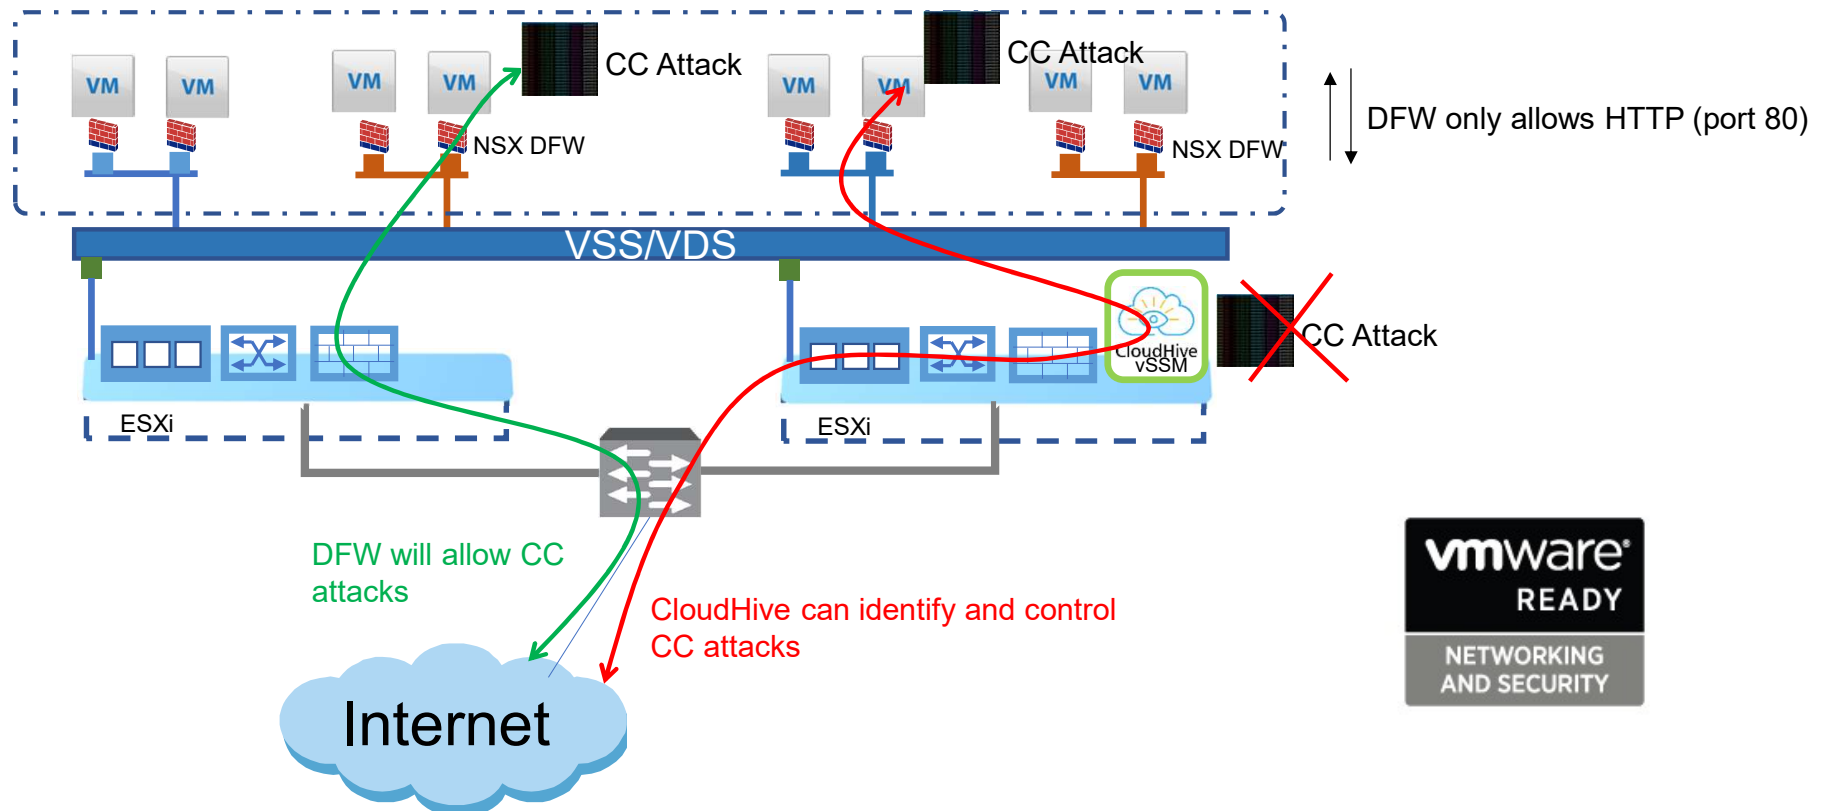 VM
VM
VM
VM
CC Attack
VM
VM
CC Attack
VM
VM
NSX DFW
NSX DFW
DFW only allows HTTP (port 80)
VSS/VDS
CloudHive
vSSM
CC Attack
ESXi
ESXi
DFW will allow CC
attacks
CloudHive can identify and control
CC attacks
Internet
vmware®
READY
NETWORKING
AND SECURITY